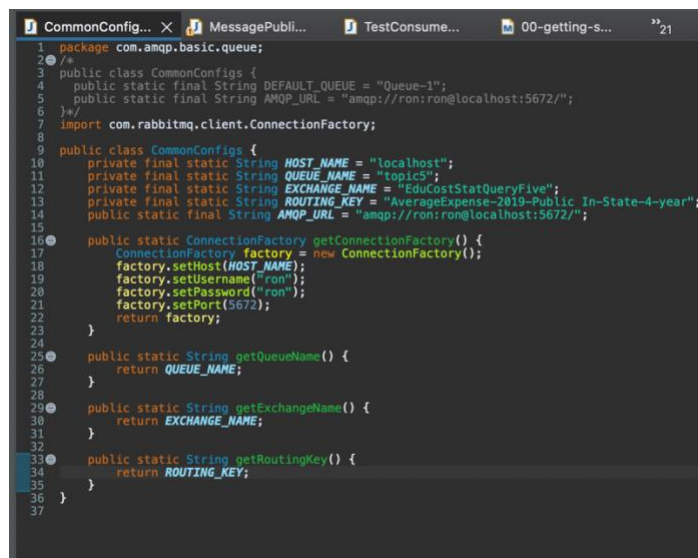 CommonConfig... X MessagePubli... TestConsume... 00-getting-s... »21
1 package com.amqp.basic.queue;
2 /*
3 public class CommonConfigs {
4 public static final String DEFAULT_QUEUE = "Queue-1";
5 public static final String AMQP_URL = "amqp://ron:ron@localhost:5672/";
6 }*/
7 import com.rabbitmq.client.ConnectionFactory;
8
9 public class CommonConfigs {
10 private final static String HOST_NAME = "localhost";
11 private final static String QUEUE_NAME = "topic5";
12 private final static String EXCHANGE_NAME = "EduCostStatQueryFive";
13 private final static String ROUTING_KEY = "AverageExpense-2019-Public In-State-4-year";
14 public static final String AMQP_URL = "amqp://ron:ron@localhost:5672/";
15
16 public static ConnectionFactory getConnectionFactory() {
17 ConnectionFactory factory = new ConnectionFactory();
18 factory.setHost(HOST_NAME);
19 factory.setUsername("ron");
20 factory.setPassword("ron");
21 factory.setPort(5672);
22 return factory;
23 }
24
25 public static String getQueueName() {
26 return QUEUE_NAME;
27 }
28
29 public static String getExchangeName() {
30 return EXCHANGE_NAME;
31 }
32
33 public static String getRoutingKey() {
34 return ROUTING_KEY;
35 }
36 }
37